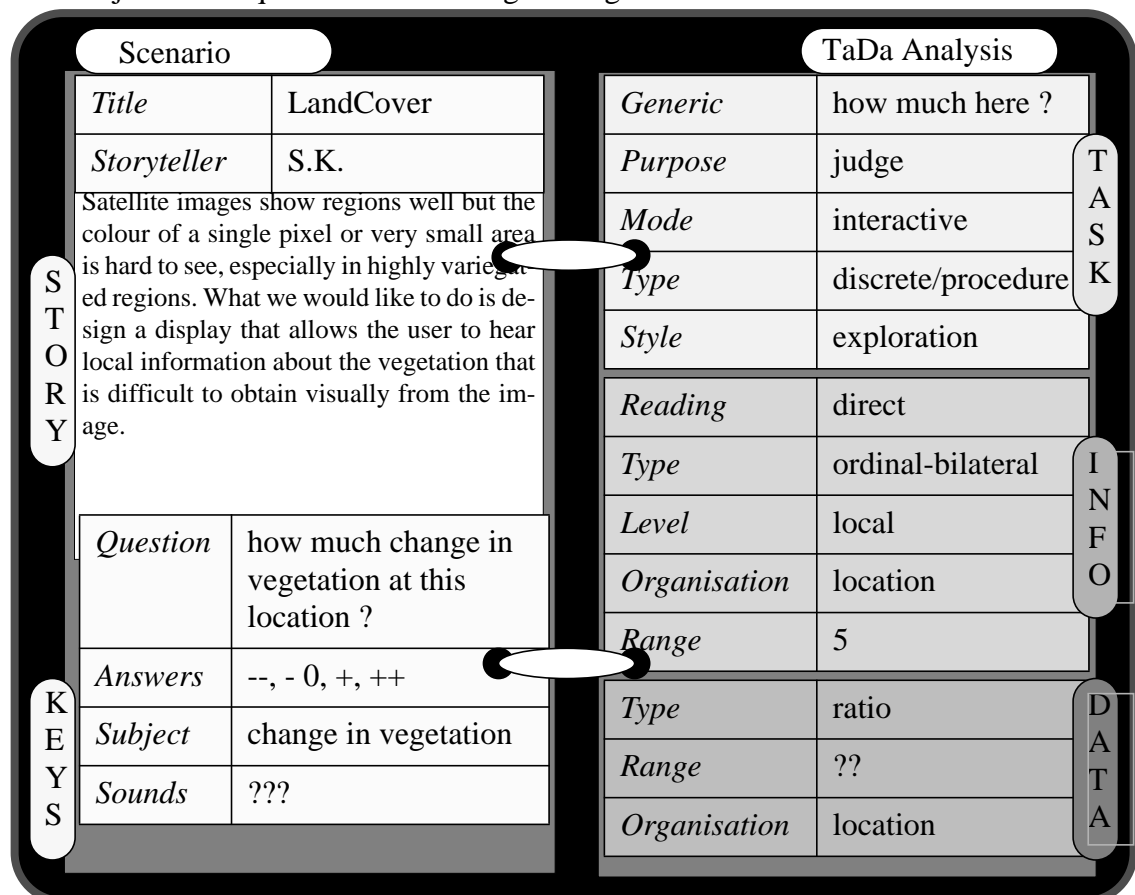 Scenario
Title LandCover
Storyteller S.K.
STORY
Satellite images show regions well but the
colour of a single pixel or very small area
is hard to see, especially in highly variegat-
ed regions. What we would like to do is de-
sign a display that allows the user to hear
local information about the vegetation that
is difficult to obtain visually from the im-
age.
KEYS
Question how much change in
vegetation at this
location ?
Answers --, - 0, +, ++
Subject change in vegetation
Sounds ???
TaDa Analysis
TASK
Generic how much here ?
Purpose judge
Mode interactive
Type discrete/procedure
Style exploration
INFO
Reading direct
Type ordinal-bilateral
Level local
Organisation location
Range 5
DATA
Type ratio
Range ??
Organisation location